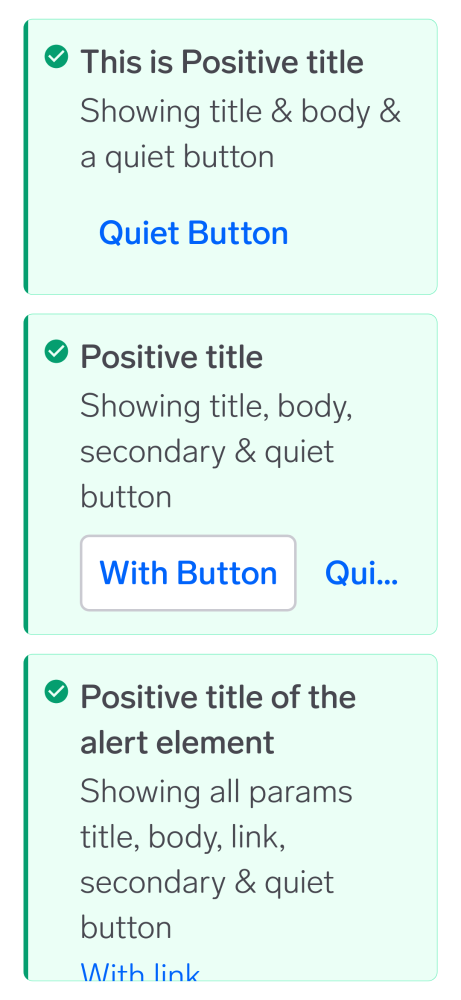 This is Positive title
Showing title & body &
a quiet button
Quiet Button
Positive title
Showing title, body,
secondary & quiet
button
With Button
Qui...
Positive title of the
alert element
Showing all params
title, body, link,
secondary & quiet
button
With link